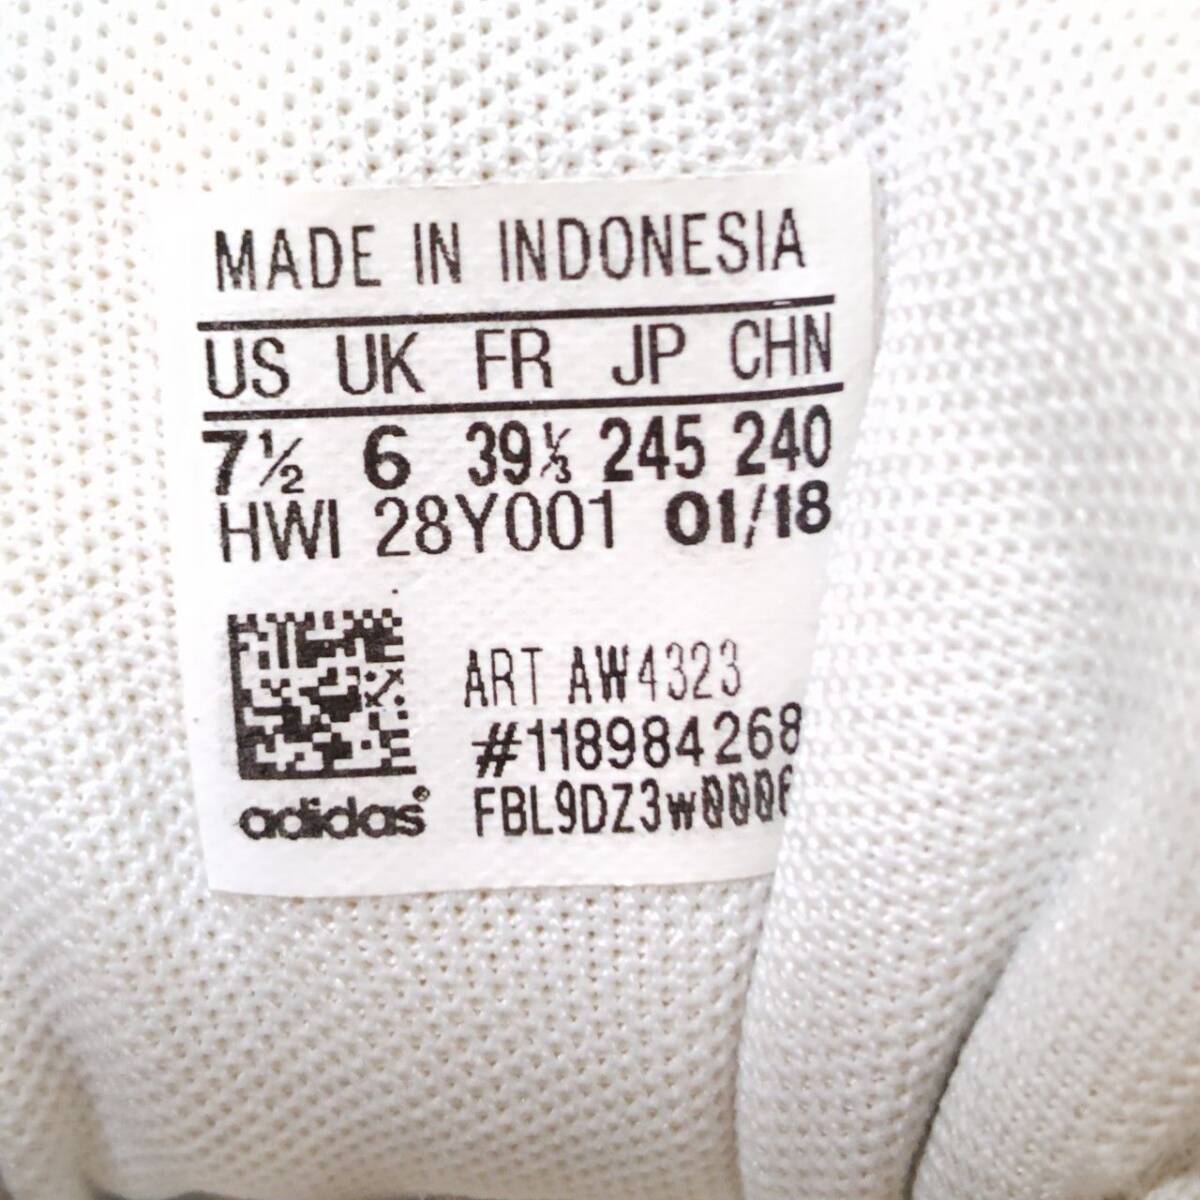 MADE IN INDONESIA
US UK FR JP CHN
7½ 6 39⅓ 245 240
HWI 28Y001 01/18
ART AW4323
#118984268
adidas®